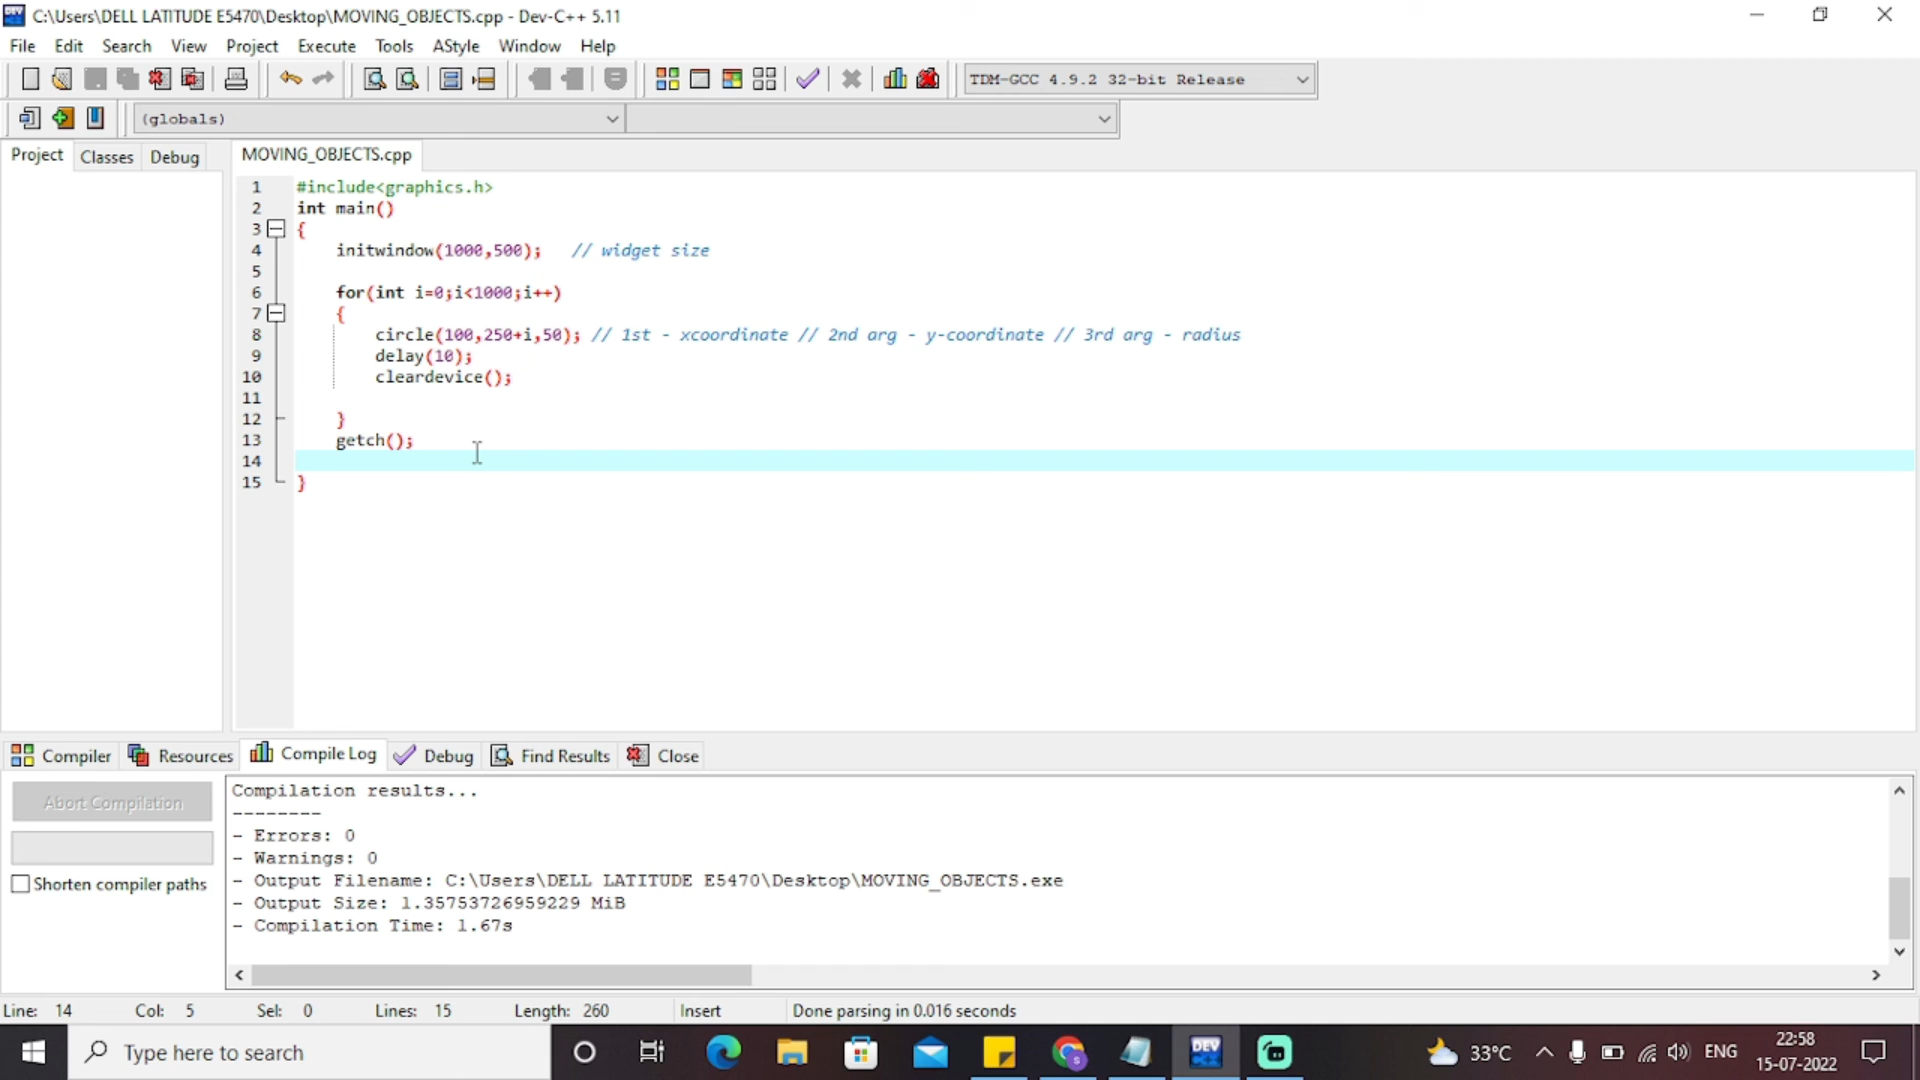 C:\Users\DELL LATITUDE E5470\Desktop\MOVING_OBJECTS.cpp - Dev-C++ 5.11
File Edit Search View Project Execute Tools AStyle Window Help
TDM-GCC 4.9.2 32-bit Release
(globals)
Project Classes Debug MOVING_OBJECTS.cpp
1 #include<graphics.h>
2 int main()
3 {
4 initwindow(1000,500); // widget size
5
6 for(int i=0;i<1000;i++)
7 {
8 circle(100,250+i,50); // 1st - xcoordinate // 2nd arg - y-coordinate // 3rd arg - radius
9 delay(10);
10 cleardevice();
11
12 }
13 getch();
14
15 }
Compiler Resources Compile Log Debug Find Results Close
Abort Compilation
Shorten compiler paths
Compilation results...
--------
- Errors: 0
- Warnings: 0
- Output Filename: C:\Users\DELL LATITUDE E5470\Desktop\MOVING_OBJECTS.exe
- Output Size: 1.35753726959229 MiB
- Compilation Time: 1.67s
Line: 14 Col: 5 Sel: 0 Lines: 15 Length: 260 Insert Done parsing in 0.016 seconds
Type here to search
DEV
33°C
ENG
22:58
15-07-2022